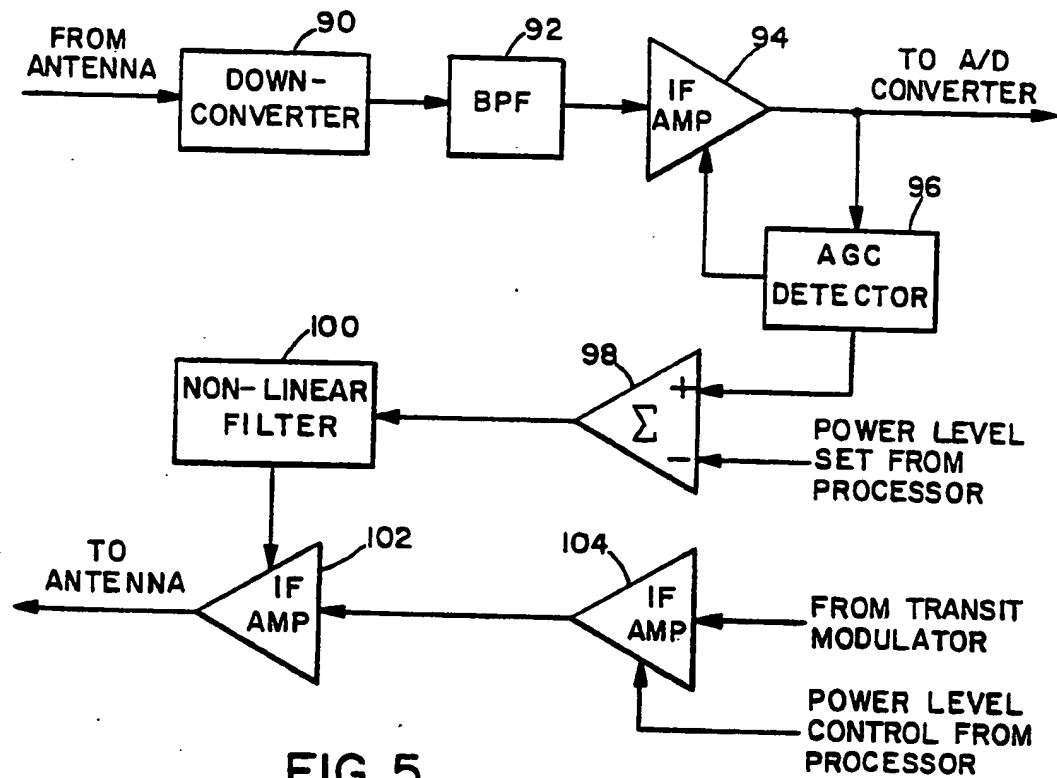 FROM
ANTENNA
90
DOWN-
CONVERTER
92
BPF
94
IF
AMP
TO A/D
CONVERTER
96
AGC
DETECTOR
100
NON-LINEAR
FILTER
98
Σ
+
-
POWER LEVEL
SET FROM
PROCESSOR
TO
ANTENNA
102
IF
AMP
104
IF
AMP
FROM TRANSIT
MODULATOR
POWER LEVEL
CONTROL FROM
PROCESSOR
FIG. 5